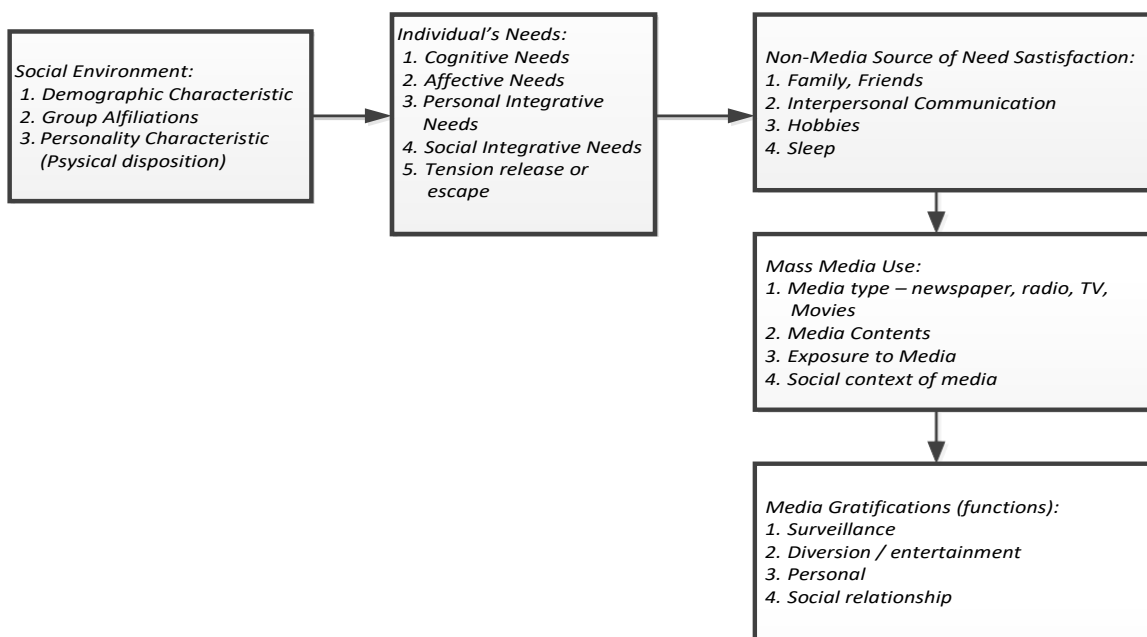 Social Environment:
1. Demographic Characteristic
2. Group Alfiliations
3. Personality Characteristic
(Psysical disposition)
Individual’s Needs:
1. Cognitive Needs
2. Affective Needs
3. Personal Integrative
Needs
4. Social Integrative Needs
5. Tension release or
escape
Non-Media Source of Need Sastisfaction:
1. Family, Friends
2. Interpersonal Communication
3. Hobbies
4. Sleep
Mass Media Use:
1. Media type – newspaper, radio, TV,
Movies
2. Media Contents
3. Exposure to Media
4. Social context of media
Media Gratifications (functions):
1. Surveillance
2. Diversion / entertainment
3. Personal
4. Social relationship